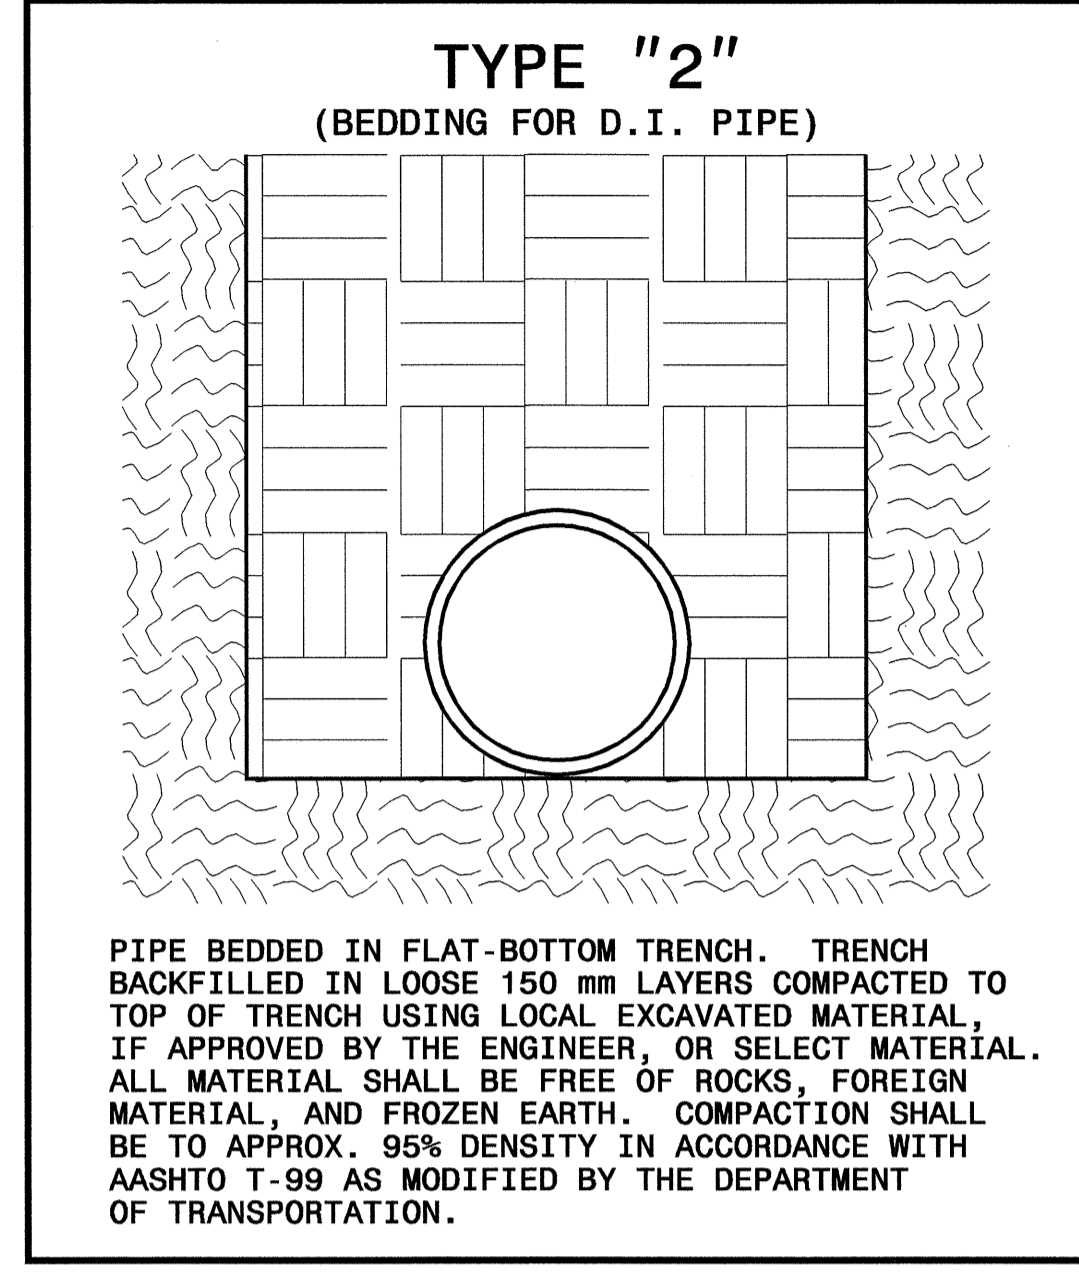 TYPE "2"
(BEDDING FOR D.I. PIPE)
PIPE BEDDED IN FLAT-BOTTOM TRENCH. TRENCH
BACKFILLED IN LOOSE 150 mm LAYERS COMPACTED TO
TOP OF TRENCH USING LOCAL EXCAVATED MATERIAL,
IF APPROVED BY THE ENGINEER, OR SELECT MATERIAL.
ALL MATERIAL SHALL BE FREE OF ROCKS, FOREIGN
MATERIAL, AND FROZEN EARTH. COMPACTION SHALL
BE TO APPROX. 95% DENSITY IN ACCORDANCE WITH
AASHTO T-99 AS MODIFIED BY THE DEPARTMENT
OF TRANSPORTATION.